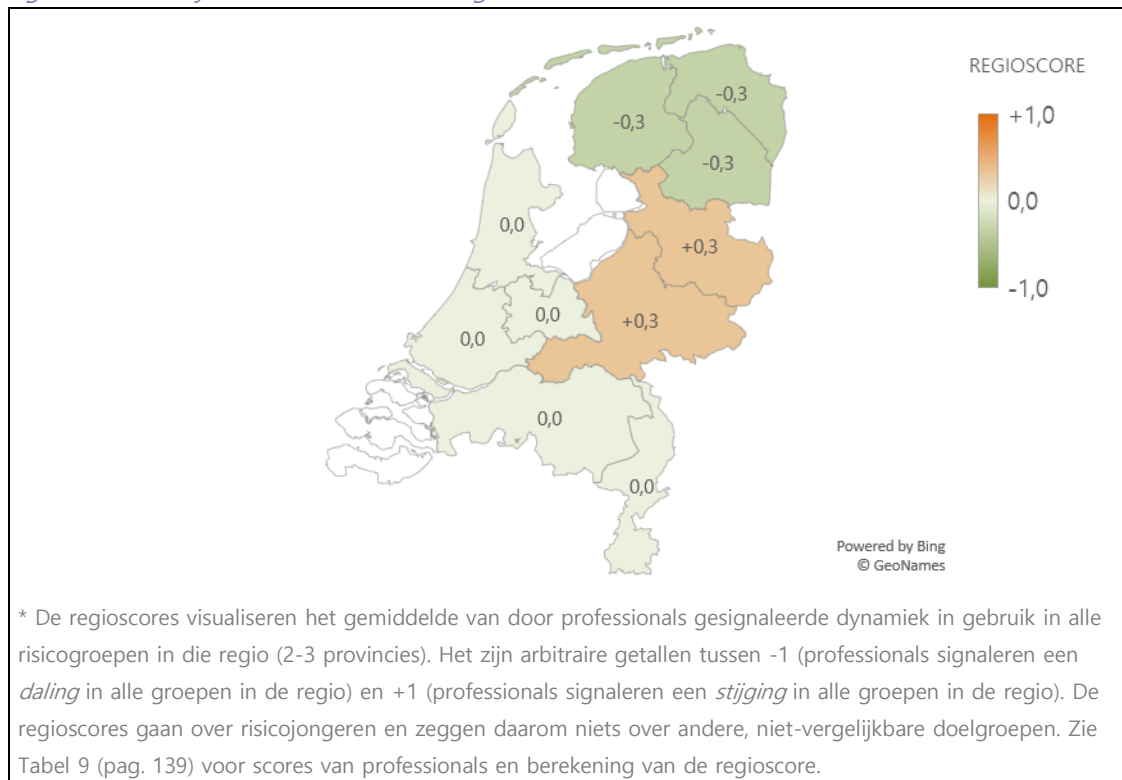 REGIOSCORE
+1,0
0,0
-1,0
-0,3
-0,3
-0,3
0,0
+0,3
0,0
+0,3
0,0
0,0
0,0
Powered by Bing
© GeoNames
* De regioscores visualiseren het gemiddelde van door professionals gesignaleerde dynamiek in gebruik in alle
risicogroepen in die regio (2-3 provincies). Het zijn arbitraire getallen tussen -1 (professionals signaleren een
daling in alle groepen in de regio) en +1 (professionals signaleren een stijging in alle groepen in de regio). De
regioscores gaan over risicojongeren en zeggen daarom niets over andere, niet-vergelijkbare doelgroepen. Zie
Tabel 9 (pag. 139) voor scores van professionals en berekening van de regioscore.